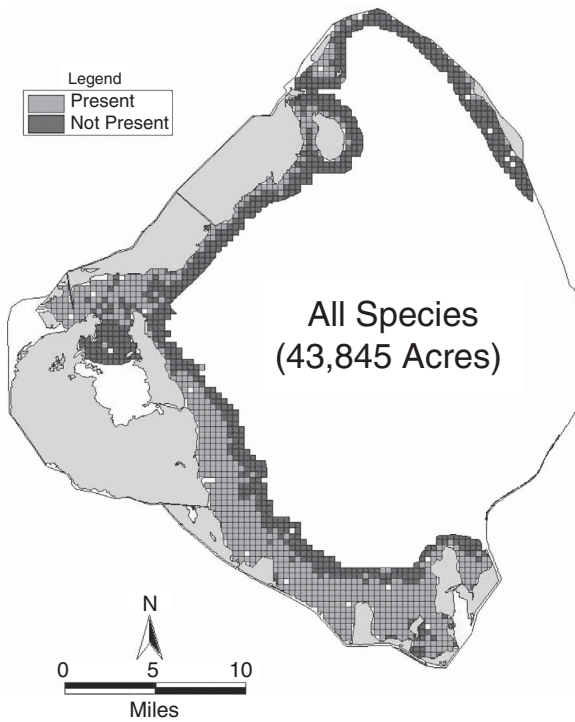 Legend
Present
Not Present
All Species
(43,845 Acres)
N
0 5 10
Miles